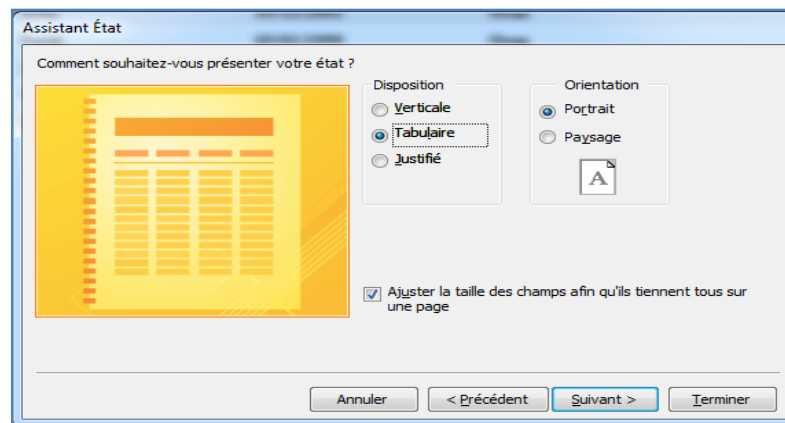 Assistant État
Comment souhaitez-vous présenter votre état ?
Disposition
Verticale
Tabulaire
Justifié
Orientation
Portrait
Paysage
A
Ajuster la taille des champs afin qu'ils tiennent tous sur
une page
Annuler
< Précédent
Suivant >
Terminer